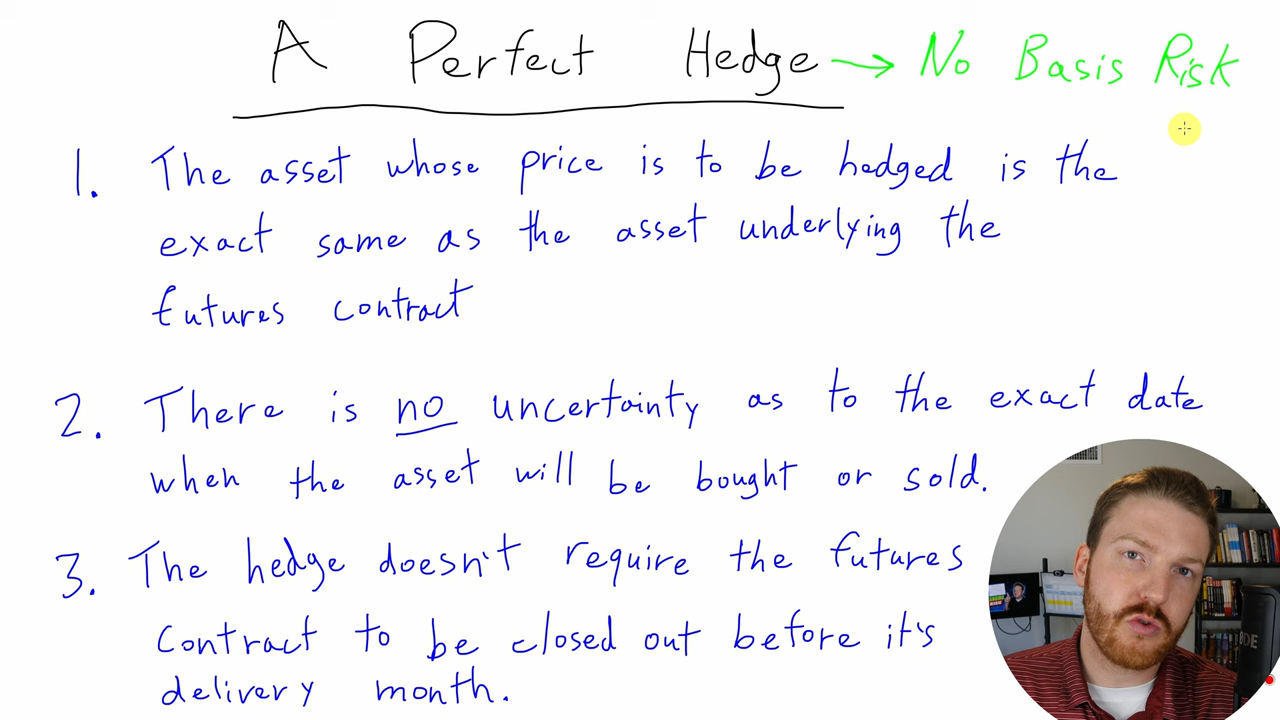 A Perfect Hedge → No Basis Risk
1. The asset whose price is to be hedged is the
exact same as the asset underlying the
futures contract
2. There is no uncertainty as to the exact date
when the asset will be bought or sold.
3. The hedge doesn't require the futures
contract to be closed out before it's
delivery month.